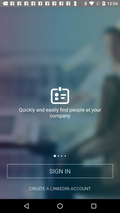 12:54
Quickly and easily find people at your
company
SIGN IN
CREATE A LINKEDIN ACCOUNT